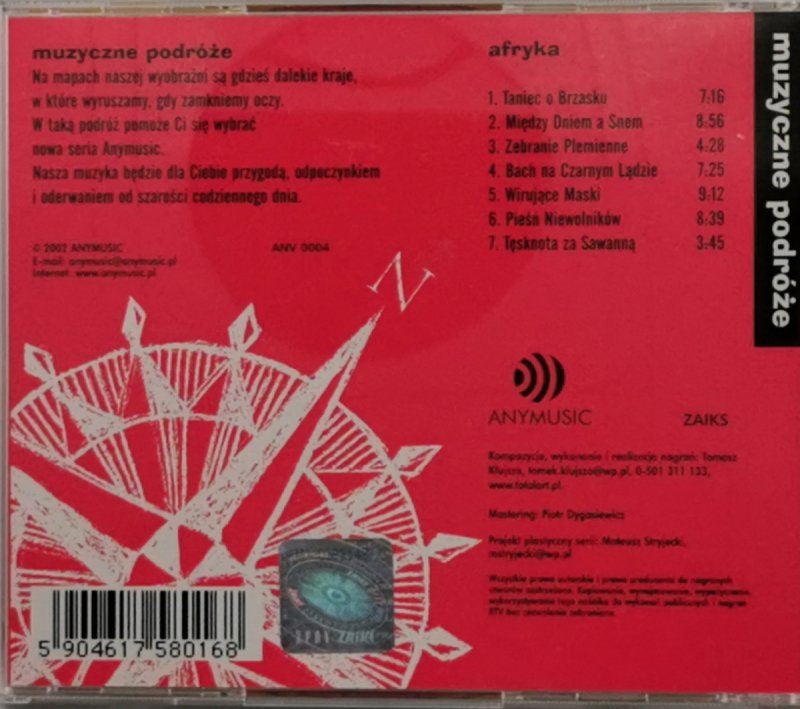 muzyczne podróże
Na mapach naszej wyobraźni są gdzieś dalekie kraje,
w które wyruszamy, gdy zamkniemy oczy.
W taką podróż pomoże Ci się wybrać
nowa seria Anymusic.
Nasza muzyka będzie dla Ciebie przygodą, odpoczynkiem
i oderwaniem od szarości codziennego dnia.
© 2002 ANYMUSIC ANV 0004
E-mail: anymusic@anymusic.pl
Internet: www.anymusic.pl
N
afryka
1. Taniec o Brzasku 7:16
2. Między Dniem a Snem 8:56
3. Zebranie Plemienne 4:28
4. Bach na Czarnym Lądzie 7:25
5. Wirujące Maski 9:12
6. Pieśń Niewolników 8:39
7. Tęsknota za Sawanną 3:45
muzyczne podróże
ANYMUSIC ZAIKS
Kompozycja, wykonanie i realizacja nagrań: Tomasz
Klujszo, tomek.klujszo@wp.pl, 0-501 311 133,
www.totalart.pl.
Mastering: Piotr Dygasiewicz
Projekt plastyczny serii: Mateusz Stryjecki,
mstryjecki@wp.pl
Wszystkie prawa autorskie i prawa producenta do nagranych
utworów zastrzeżone. Kopiowanie, wynajmowanie, wypożyczanie,
wykorzystywanie tego nośnika do wykonań publicznych i nagrań
RTV bez zezwolenia zabronione.
ZPAV ZAIKS
5 904617 580168